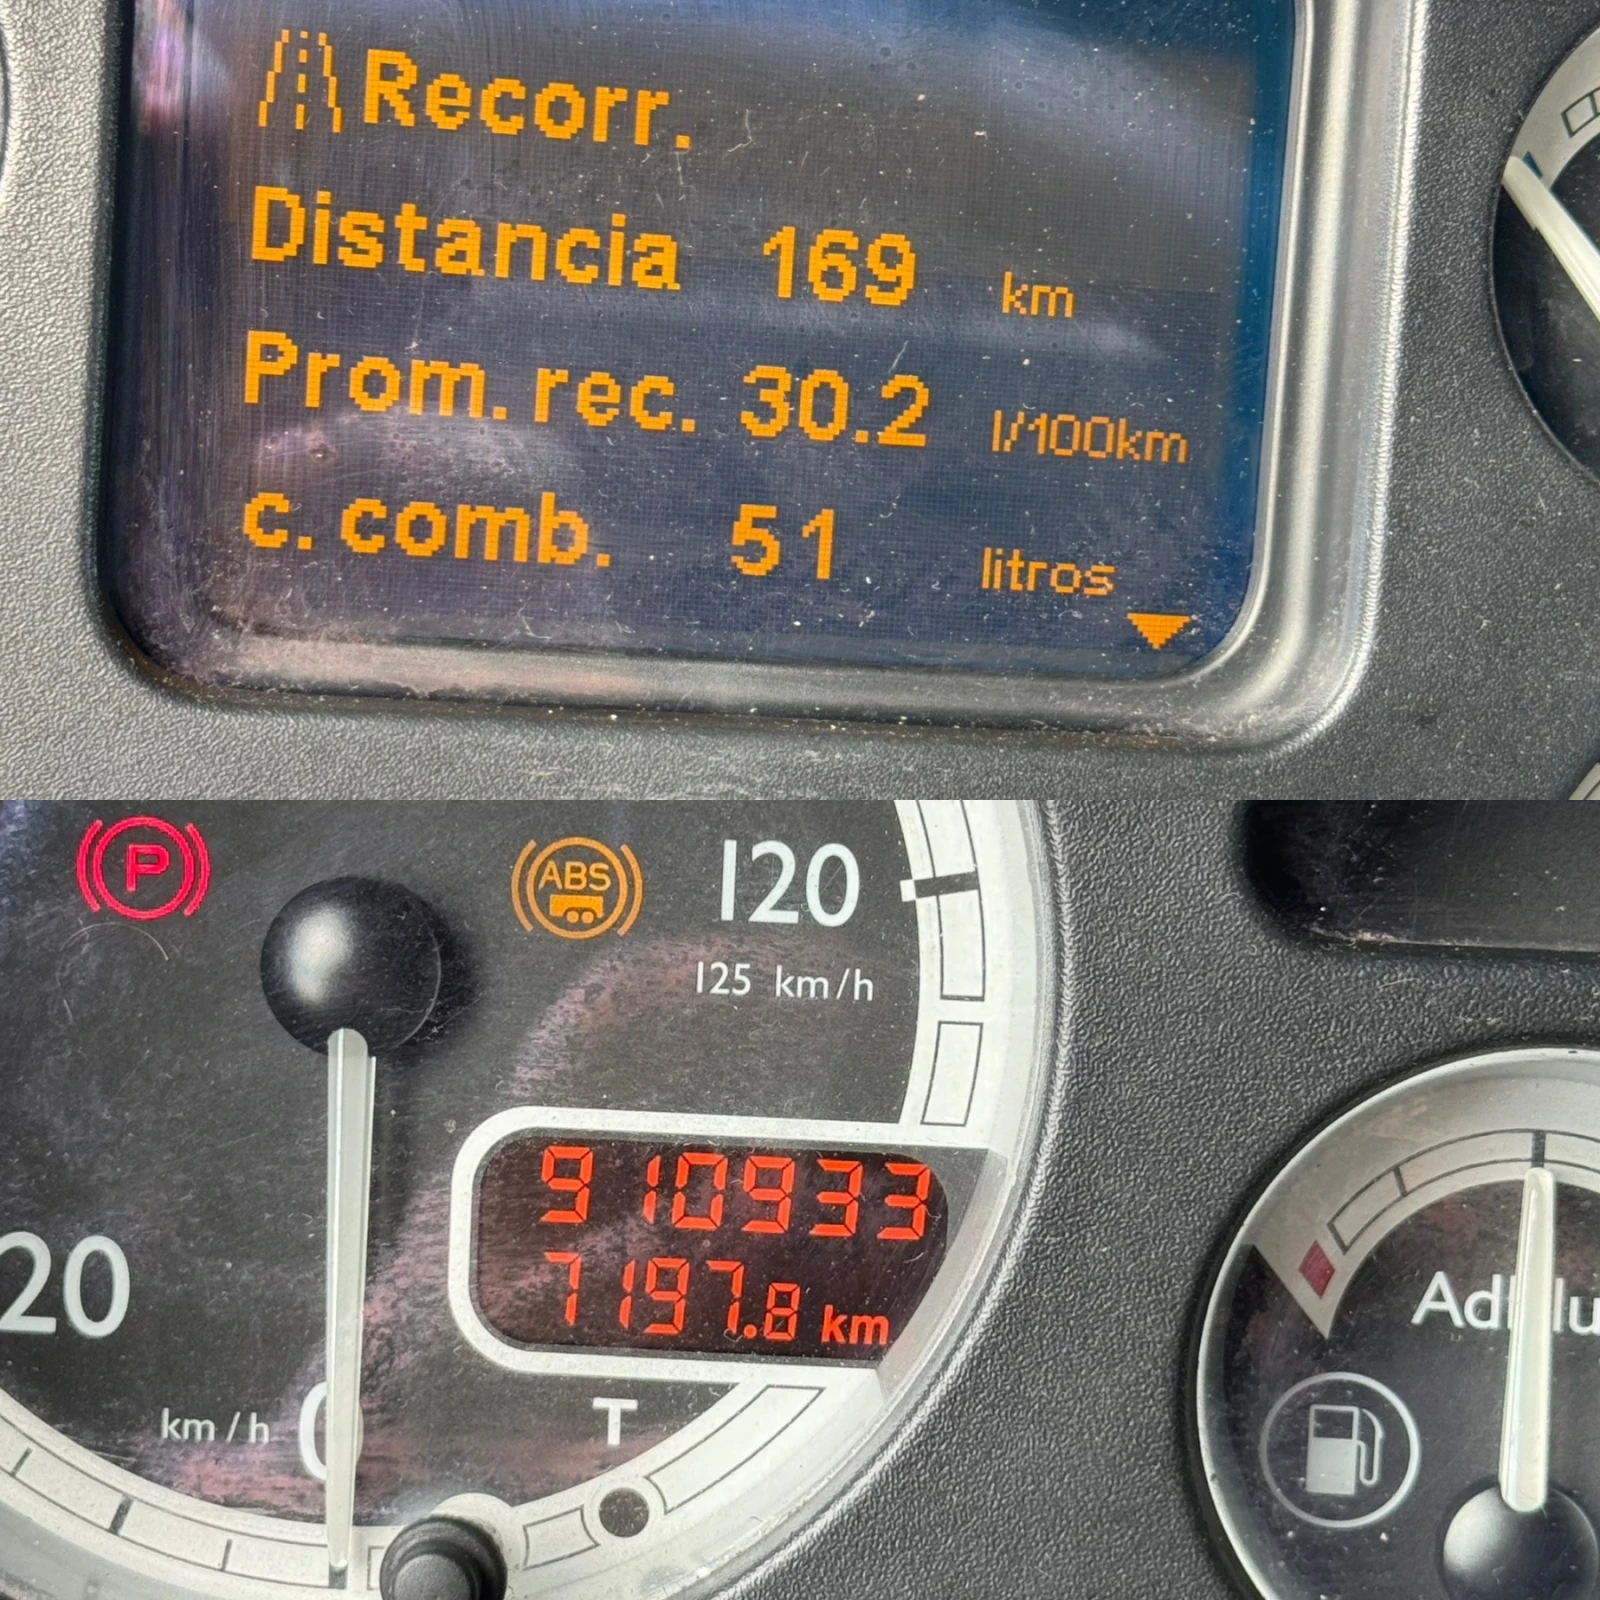 Recorr.
Distancia 169 km
Prom. rec. 30.2 l/100km
c. comb. 51 litros
P
ABS
120
125 km/h
910933
7197.8 km
20
km/h 0
T